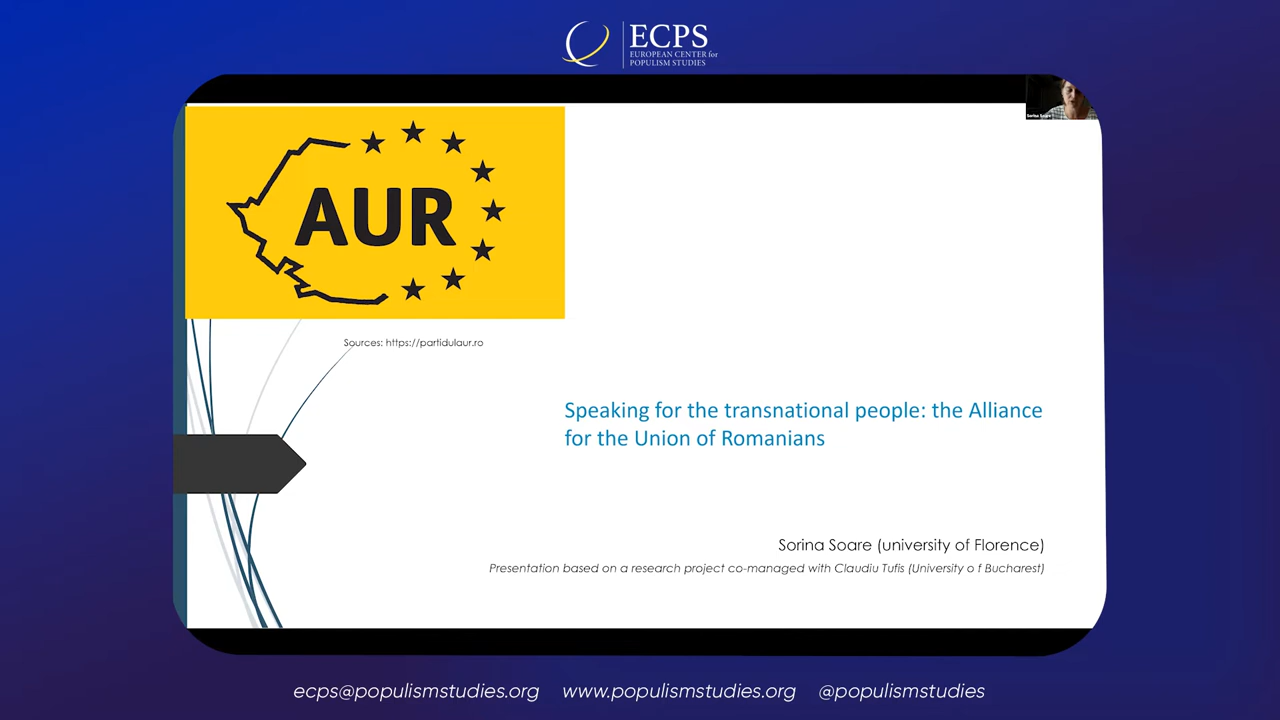 ECPS
EUROPEAN CENTER for
POPULISM STUDIES
Sorina Soare
AUR
Sources: https://partidulaur.ro
Speaking for the transnational people: the Alliance
for the Union of Romanians
Sorina Soare (university of Florence)
Presentation based on a research project co-managed with Claudiu Tufis (University o f Bucharest)
ecps@populismstudies.org www.populismstudies.org @populismstudies